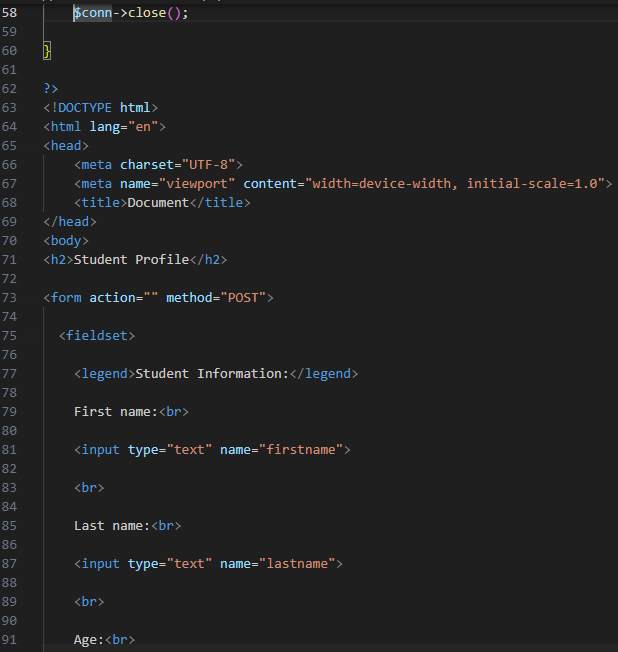 58 $conn->close();
59
60 }
61
62 ?>
63 <!DOCTYPE html>
64 <html lang="en">
65 <head>
66 <meta charset="UTF-8">
67 <meta name="viewport" content="width=device-width, initial-scale=1.0">
68 <title>Document</title>
69 </head>
70 <body>
71 <h2>Student Profile</h2>
72
73 <form action="" method="POST">
74
75 <fieldset>
76
77 <legend>Student Information:</legend>
78
79 First name:<br>
80
81 <input type="text" name="firstname">
82
83 <br>
84
85 Last name:<br>
86
87 <input type="text" name="lastname">
88
89 <br>
90
91 Age:<br>